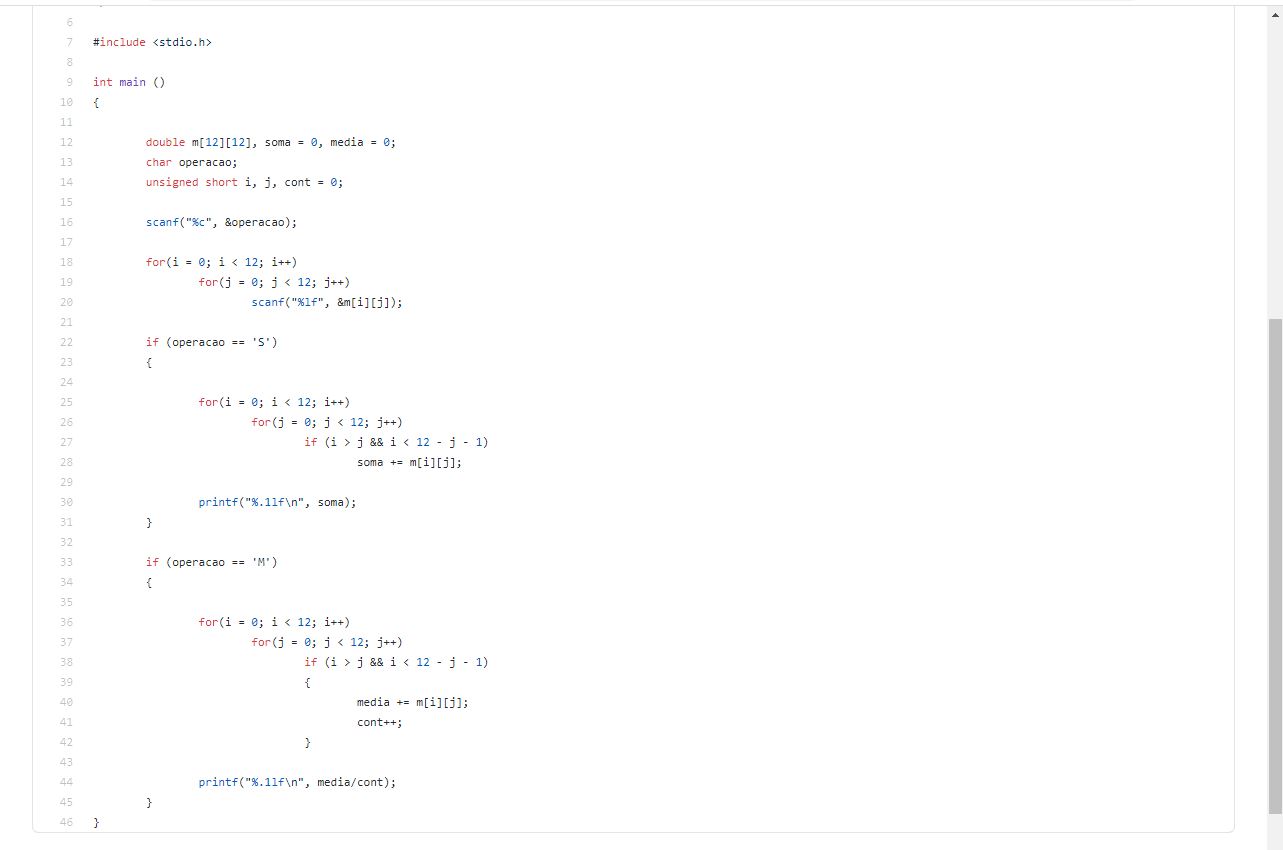 6
7 #include <stdio.h>
8
9 int main ()
10 {
11
12 double m[12][12], soma = 0, media = 0;
13 char operacao;
14 unsigned short i, j, cont = 0;
15
16 scanf("%c", &operacao);
17
18 for(i = 0; i < 12; i++)
19 for(j = 0; j < 12; j++)
20 scanf("%lf", &m[i][j]);
21
22 if (operacao == 'S')
23 {
24
25 for(i = 0; i < 12; i++)
26 for(j = 0; j < 12; j++)
27 if (i > j && i < 12 - j - 1)
28 soma += m[i][j];
29
30 printf("%.1lf\n", soma);
31 }
32
33 if (operacao == 'M')
34 {
35
36 for(i = 0; i < 12; i++)
37 for(j = 0; j < 12; j++)
38 if (i > j && i < 12 - j - 1)
39 {
40 media += m[i][j];
41 cont++;
42 }
43
44 printf("%.1lf\n", media/cont);
45 }
46 }